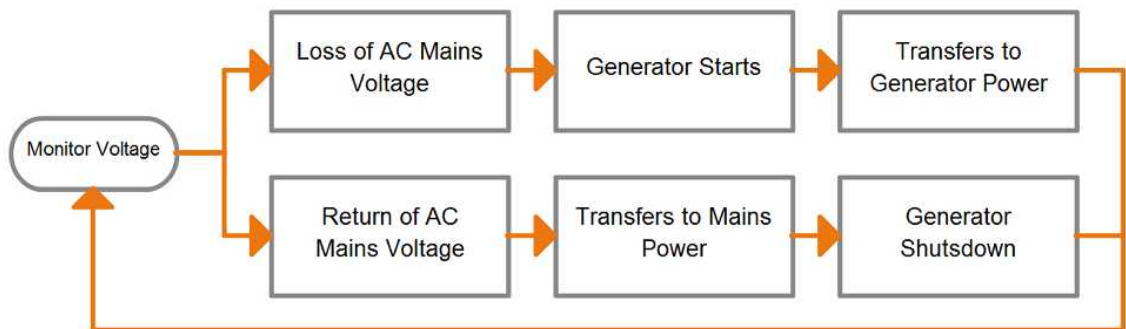 Loss of AC Mains
Voltage
Generator Starts
Transfers to
Generator Power
Monitor Voltage
Return of AC
Mains Voltage
Transfers to Mains
Power
Generator
Shutsdown